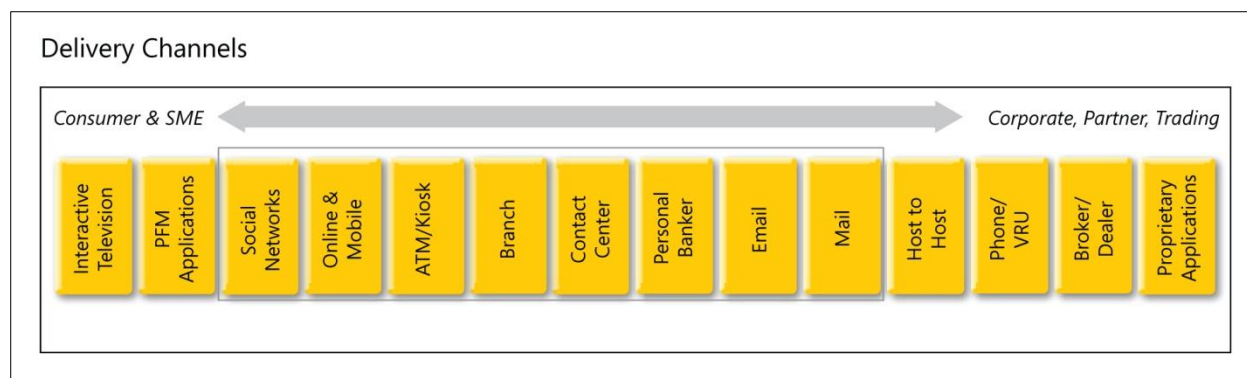 Delivery Channels
Consumer & SME
Corporate, Partner, Trading
Interactive
Television
PFM
Applications
Social
Networks
Online &
Mobile
ATM/Kiosk
Branch
Contact
Center
Personal
Banker
Email
Mail
Host to
Host
Phone/
VRU
Broker/
Dealer
Proprietary
Applications